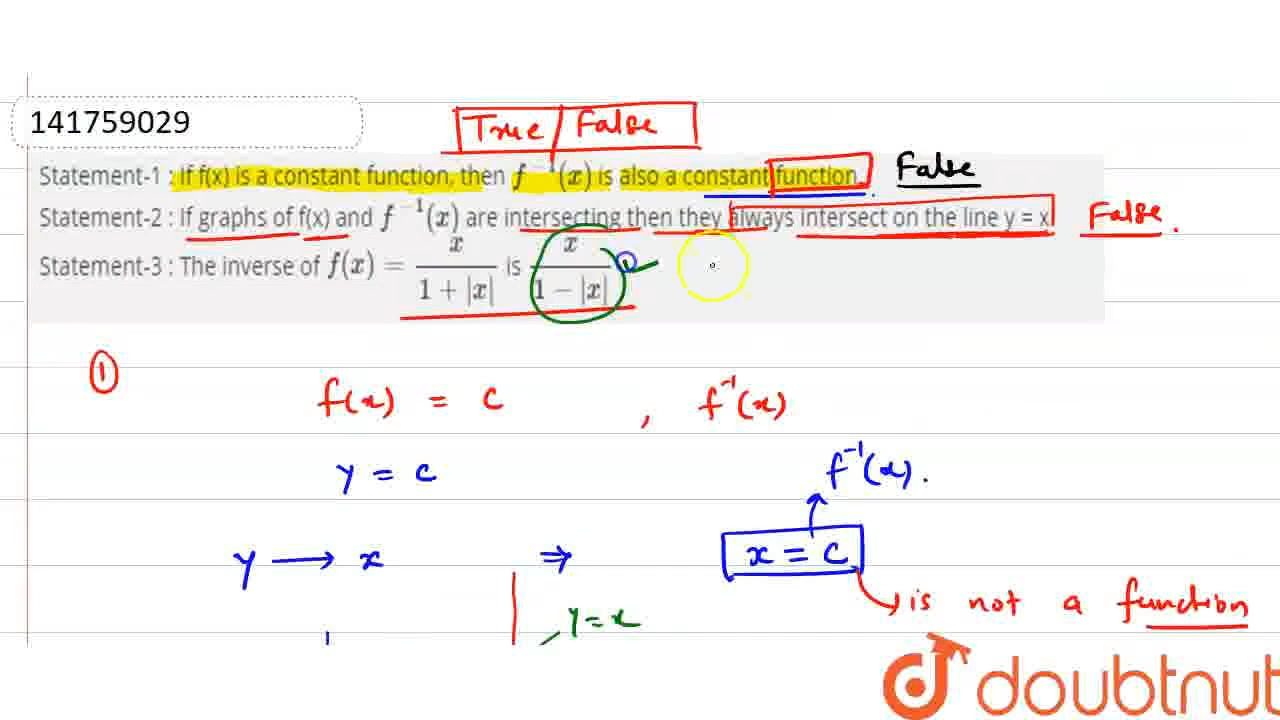 141759029
True / False
Statement-1 : If f(x) is a constant function, then f⁻¹(x) is also a constant function. False
Statement-2 : If graphs of f(x) and f⁻¹(x) are intersecting then they always intersect on the line y = x False.
Statement-3 : The inverse of f(x) = x/(1 + |x|) is x/(1 − |x|)
① f(x) = c , f⁻¹(x)
y = c f⁻¹(x).
y → x ⇒ x = c
is not a function
y = x
doubtnut